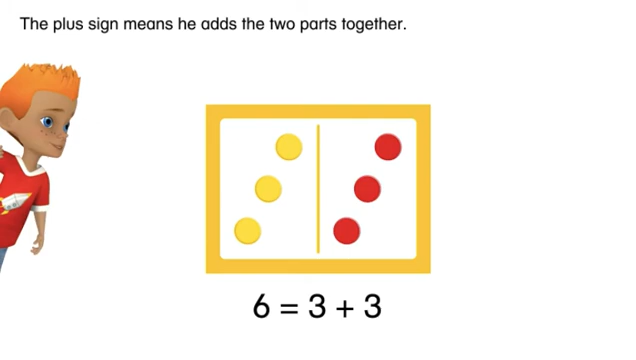 The plus sign means he adds the two parts together.
6 = 3 + 3